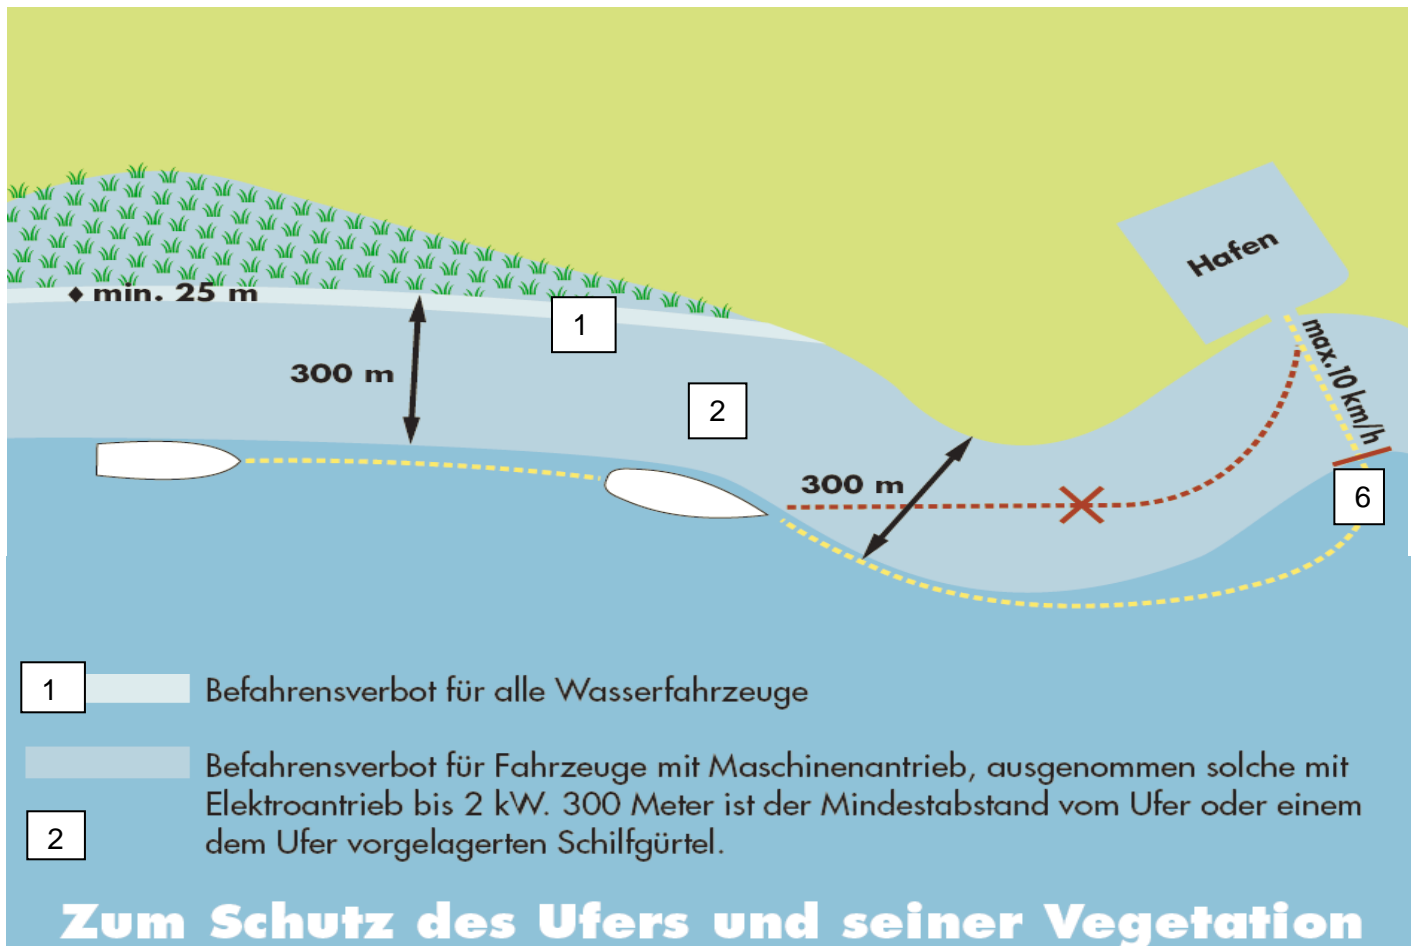 Hafen
min. 25 m
1
max.10 km/h
300 m
2
300 m
6
1
Befahrensverbot für alle Wasserfahrzeuge
Befahrensverbot für Fahrzeuge mit Maschinenantrieb, ausgenommen solche mit
Elektroantrieb bis 2 kW. 300 Meter ist der Mindestabstand vom Ufer oder einem
2
dem Ufer vorgelagerten Schilfgürtel.
Zum Schutz des Ufers und seiner Vegetation